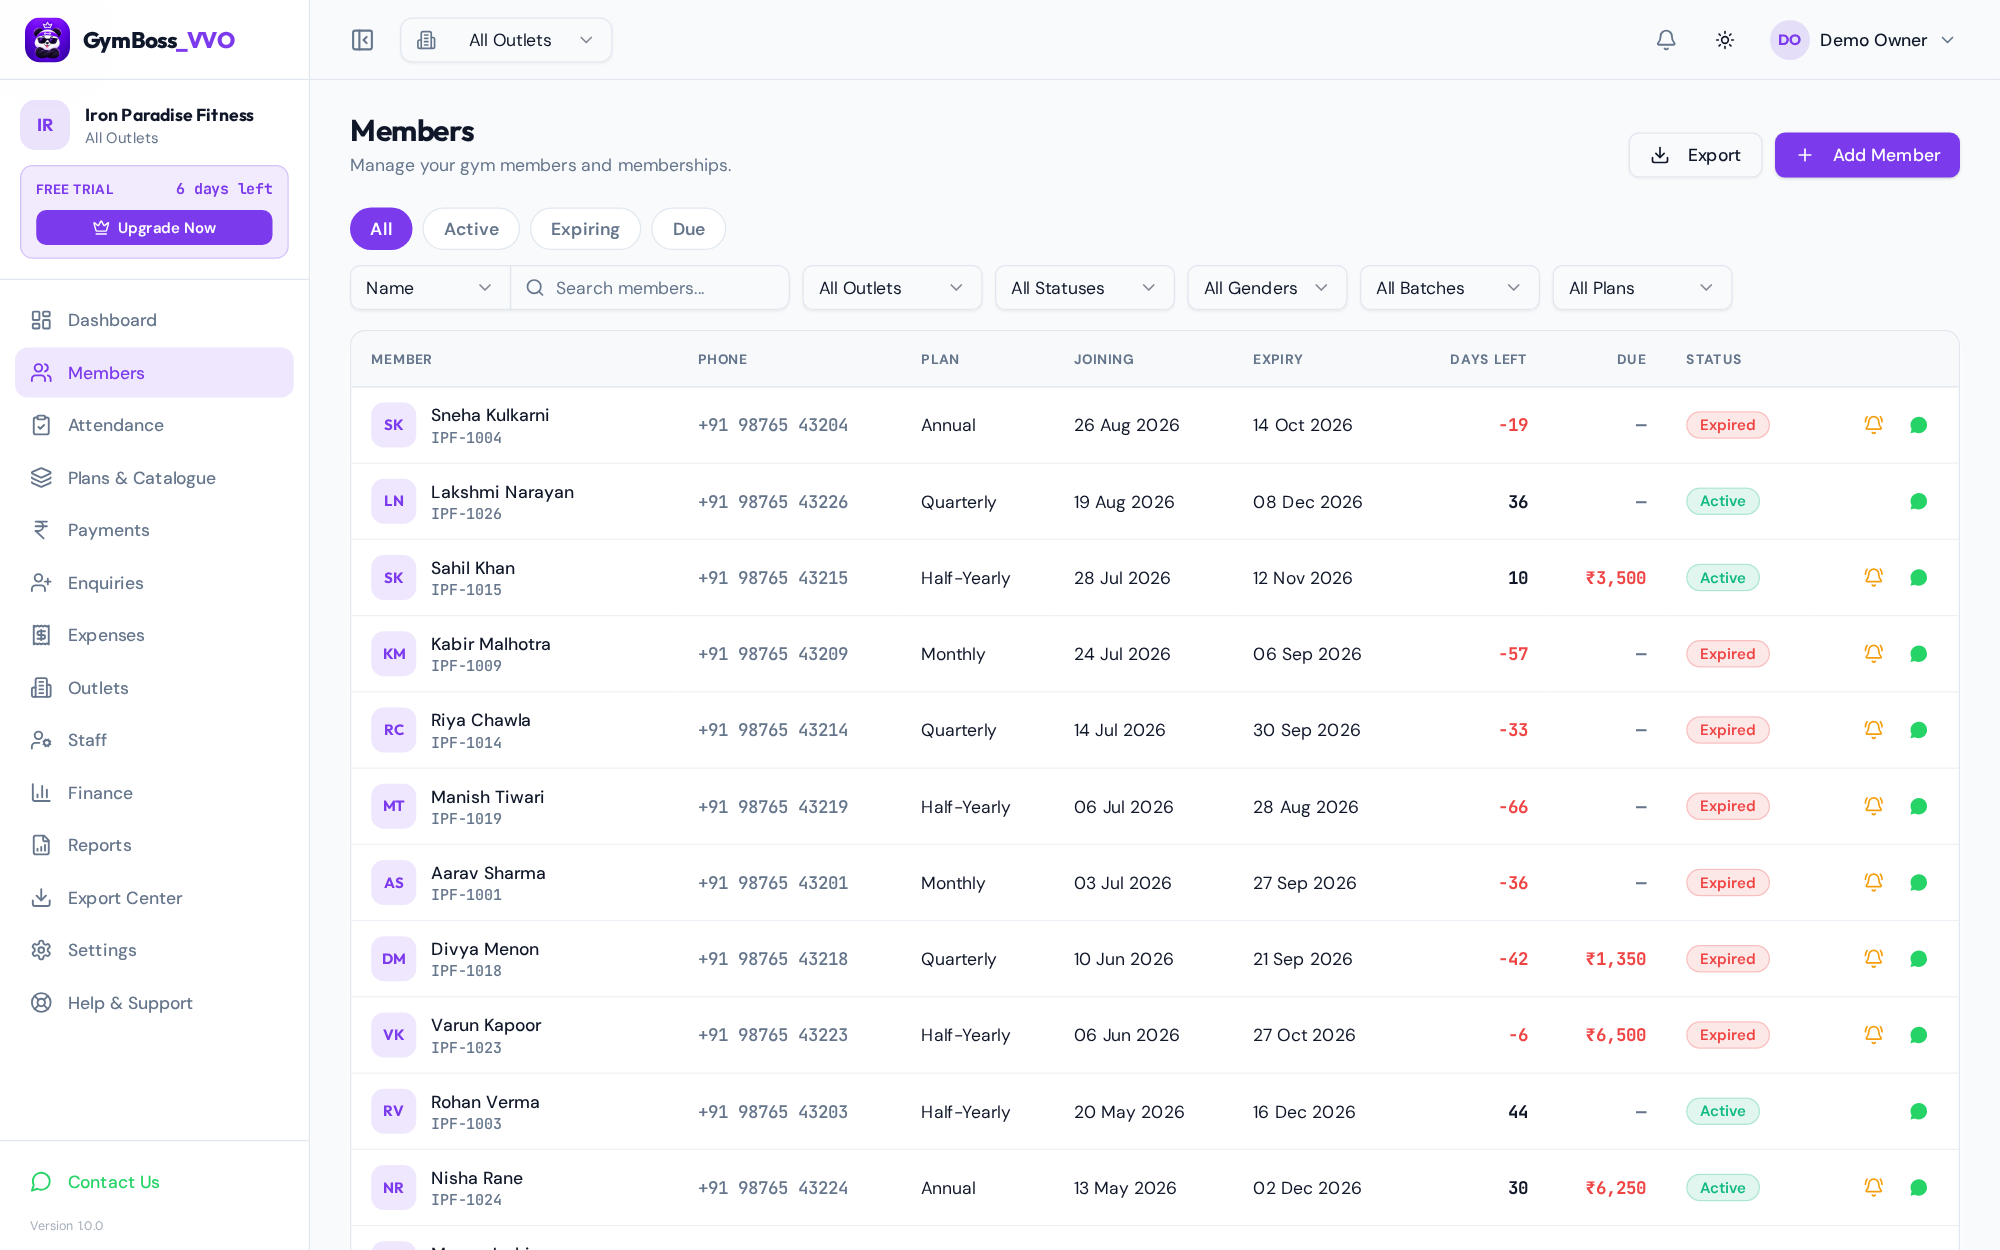 GymBoss_VVO
All Outlets
DO Demo Owner
IR Iron Paradise Fitness
All Outlets
FREE TRIAL 6 days left
Upgrade Now
Dashboard
Members
Attendance
Plans & Catalogue
Payments
Enquiries
Expenses
Outlets
Staff
Finance
Reports
Export Center
Settings
Help & Support
Contact Us
Version 1.0.0
Members
Manage your gym members and memberships.
Export
Add Member
All Active Expiring Due
Name Search members... All Outlets All Statuses All Genders All Batches All Plans
MEMBER PHONE PLAN JOINING EXPIRY DAYS LEFT DUE STATUS
SK Sneha Kulkarni +91 98765 43204 Annual 26 Aug 2026 14 Oct 2026 -19 – Expired
IPF-1004
LN Lakshmi Narayan +91 98765 43226 Quarterly 19 Aug 2026 08 Dec 2026 36 – Active
IPF-1026
SK Sahil Khan +91 98765 43215 Half-Yearly 28 Jul 2026 12 Nov 2026 10 ₹3,500 Active
IPF-1015
KM Kabir Malhotra +91 98765 43209 Monthly 24 Jul 2026 06 Sep 2026 -57 – Expired
IPF-1009
RC Riya Chawla +91 98765 43214 Quarterly 14 Jul 2026 30 Sep 2026 -33 – Expired
IPF-1014
MT Manish Tiwari +91 98765 43219 Half-Yearly 06 Jul 2026 28 Aug 2026 -66 – Expired
IPF-1019
AS Aarav Sharma +91 98765 43201 Monthly 03 Jul 2026 27 Sep 2026 -36 – Expired
IPF-1001
DM Divya Menon +91 98765 43218 Quarterly 10 Jun 2026 21 Sep 2026 -42 ₹1,350 Expired
IPF-1018
VK Varun Kapoor +91 98765 43223 Half-Yearly 06 Jun 2026 27 Oct 2026 -6 ₹6,500 Expired
IPF-1023
RV Rohan Verma +91 98765 43203 Half-Yearly 20 May 2026 16 Dec 2026 44 – Active
IPF-1003
NR Nisha Rane +91 98765 43224 Annual 13 May 2026 02 Dec 2026 30 ₹6,250 Active
IPF-1024